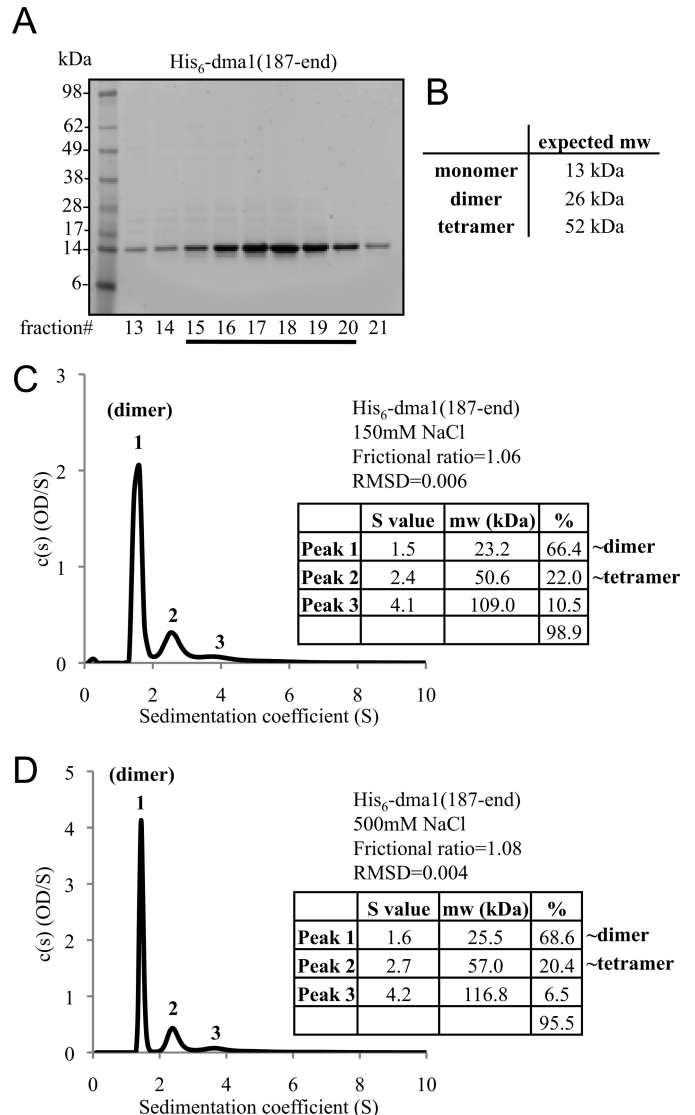 A
kDa
His6-dma1(187-end)
98-
62-
49-
38-
28-
17-
14-
6-
fraction# 13 14 15 16 17 18 19 20 21
B
expected mw
monomer 13 kDa
dimer 26 kDa
tetramer 52 kDa
C
3
2
1
0
c(s) (OD/S)
(dimer)
1
2
3
0 2 4 6 8 10
Sedimentation coefficient (S)
His6-dma1(187-end)
150mM NaCl
Frictional ratio=1.06
RMSD=0.006
S value mw (kDa) %
Peak 1 1.5 23.2 66.4 ~dimer
Peak 2 2.4 50.6 22.0 ~tetramer
Peak 3 4.1 109.0 10.5
98.9
D
5
4
3
2
1
0
c(s) (OD/S)
(dimer)
1
2
3
0 2 4 6 8 10
Sedimentation coefficient (S)
His6-dma1(187-end)
500mM NaCl
Frictional ratio=1.08
RMSD=0.004
S value mw (kDa) %
Peak 1 1.6 25.5 68.6 ~dimer
Peak 2 2.7 57.0 20.4 ~tetramer
Peak 3 4.2 116.8 6.5
95.5